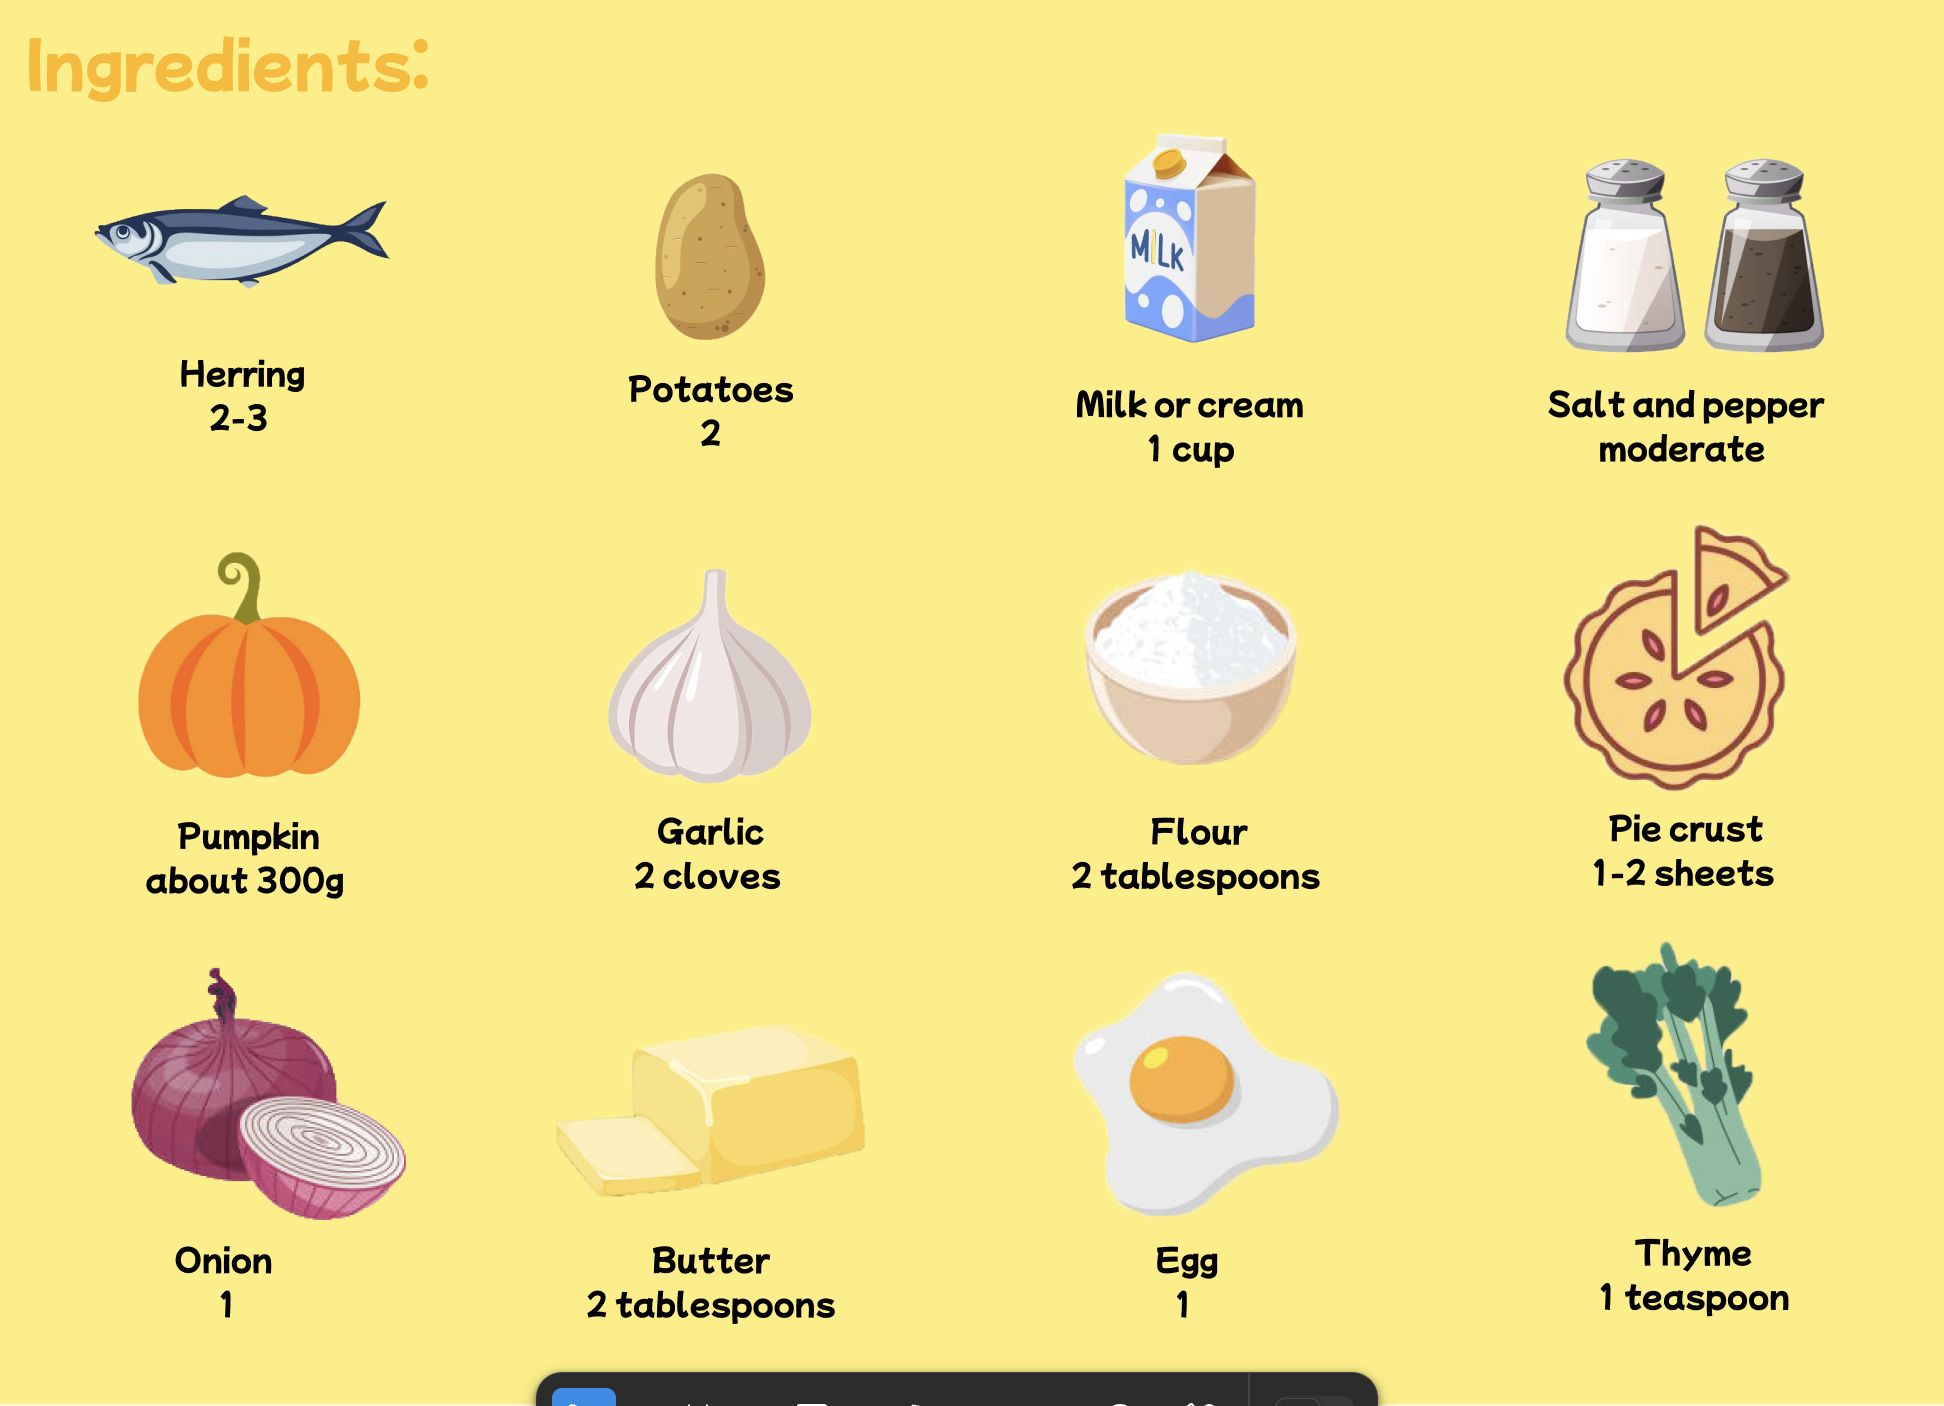 Ingredients:
Herring
2-3
Potatoes
2
MILK
Milk or cream
1 cup
Salt and pepper
moderate
Pumpkin
about 300g
Garlic
2 cloves
Flour
2 tablespoons
Pie crust
1-2 sheets
Onion
1
Butter
2 tablespoons
Egg
1
Thyme
1 teaspoon